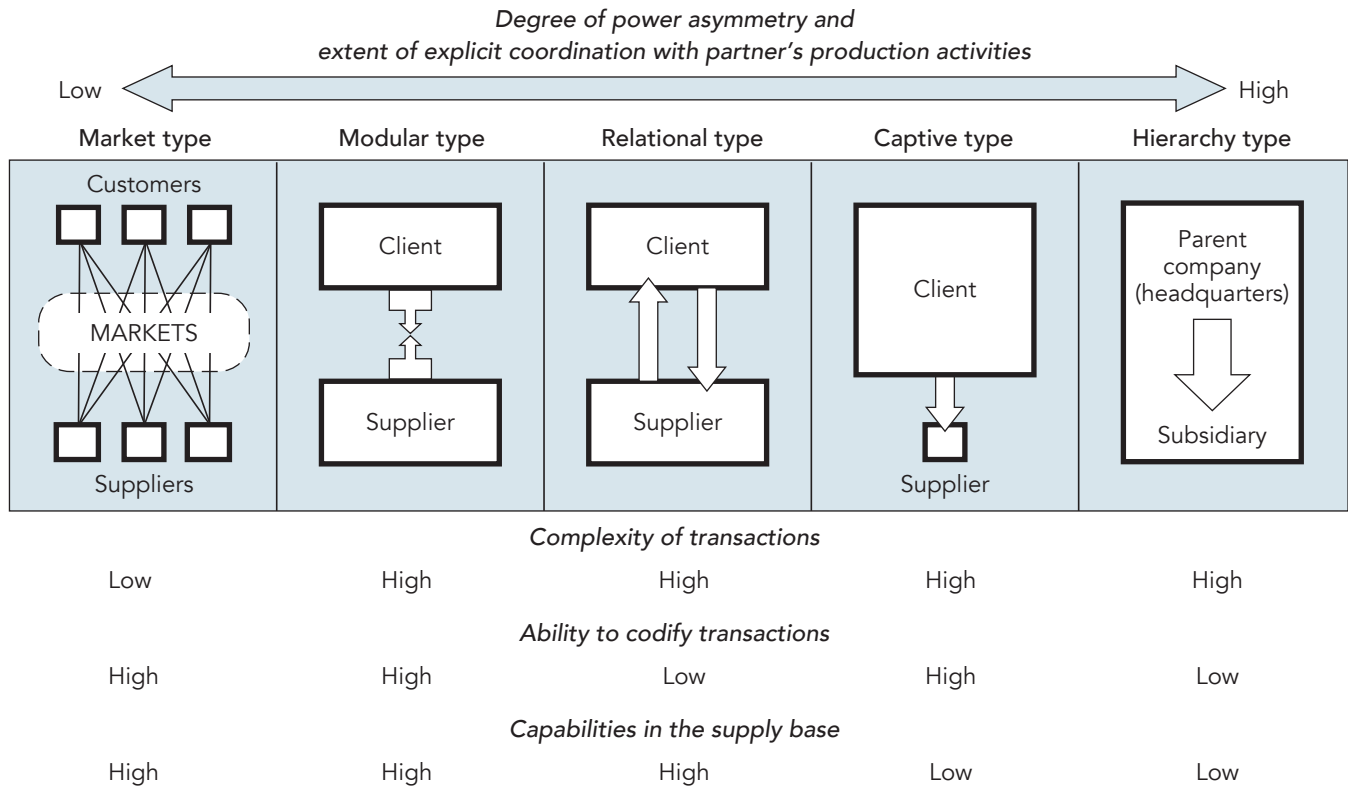 Degree of power asymmetry and
extent of explicit coordination with partner's production activities
Low
High
Market type
Modular type
Relational type
Captive type
Hierarchy type
Customers
MARKETS
Suppliers
Client
Supplier
Client
Supplier
Client
Supplier
Parent
company
(headquarters)
Subsidiary
Complexity of transactions
Low High High High High
Ability to codify transactions
High High Low High Low
Capabilities in the supply base
High High High Low Low